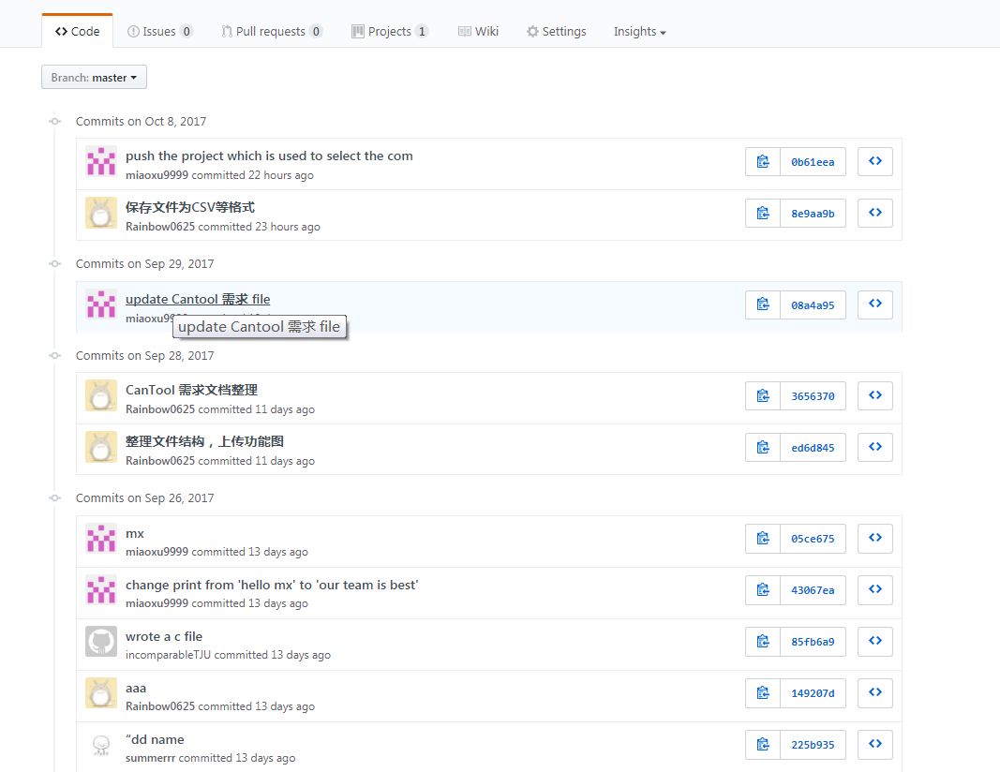 Code Issues 0 Pull requests 0 Projects 1 Wiki Settings Insights
Branch: master
Commits on Oct 8, 2017
push the project which is used to select the com
miaoxu9999 committed 22 hours ago
0b61eea
保存文件为CSV等格式
Rainbow0625 committed 23 hours ago
8e9aa9b
Commits on Sep 29, 2017
update Cantool 需求 file
miaoxu9999
08a4a95
update Cantool 需求 file
Commits on Sep 28, 2017
CanTool 需求文档整理
Rainbow0625 committed 11 days ago
3656370
整理文件结构，上传功能图
Rainbow0625 committed 11 days ago
ed6d845
Commits on Sep 26, 2017
mx
miaoxu9999 committed 13 days ago
05ce675
change print from 'hello mx' to 'our team is best'
miaoxu9999 committed 13 days ago
43067ea
wrote a c file
incomparableTJU committed 13 days ago
85fb6a9
aaa
Rainbow0625 committed 13 days ago
149207d
“dd name
summerrr committed 13 days ago
225b935